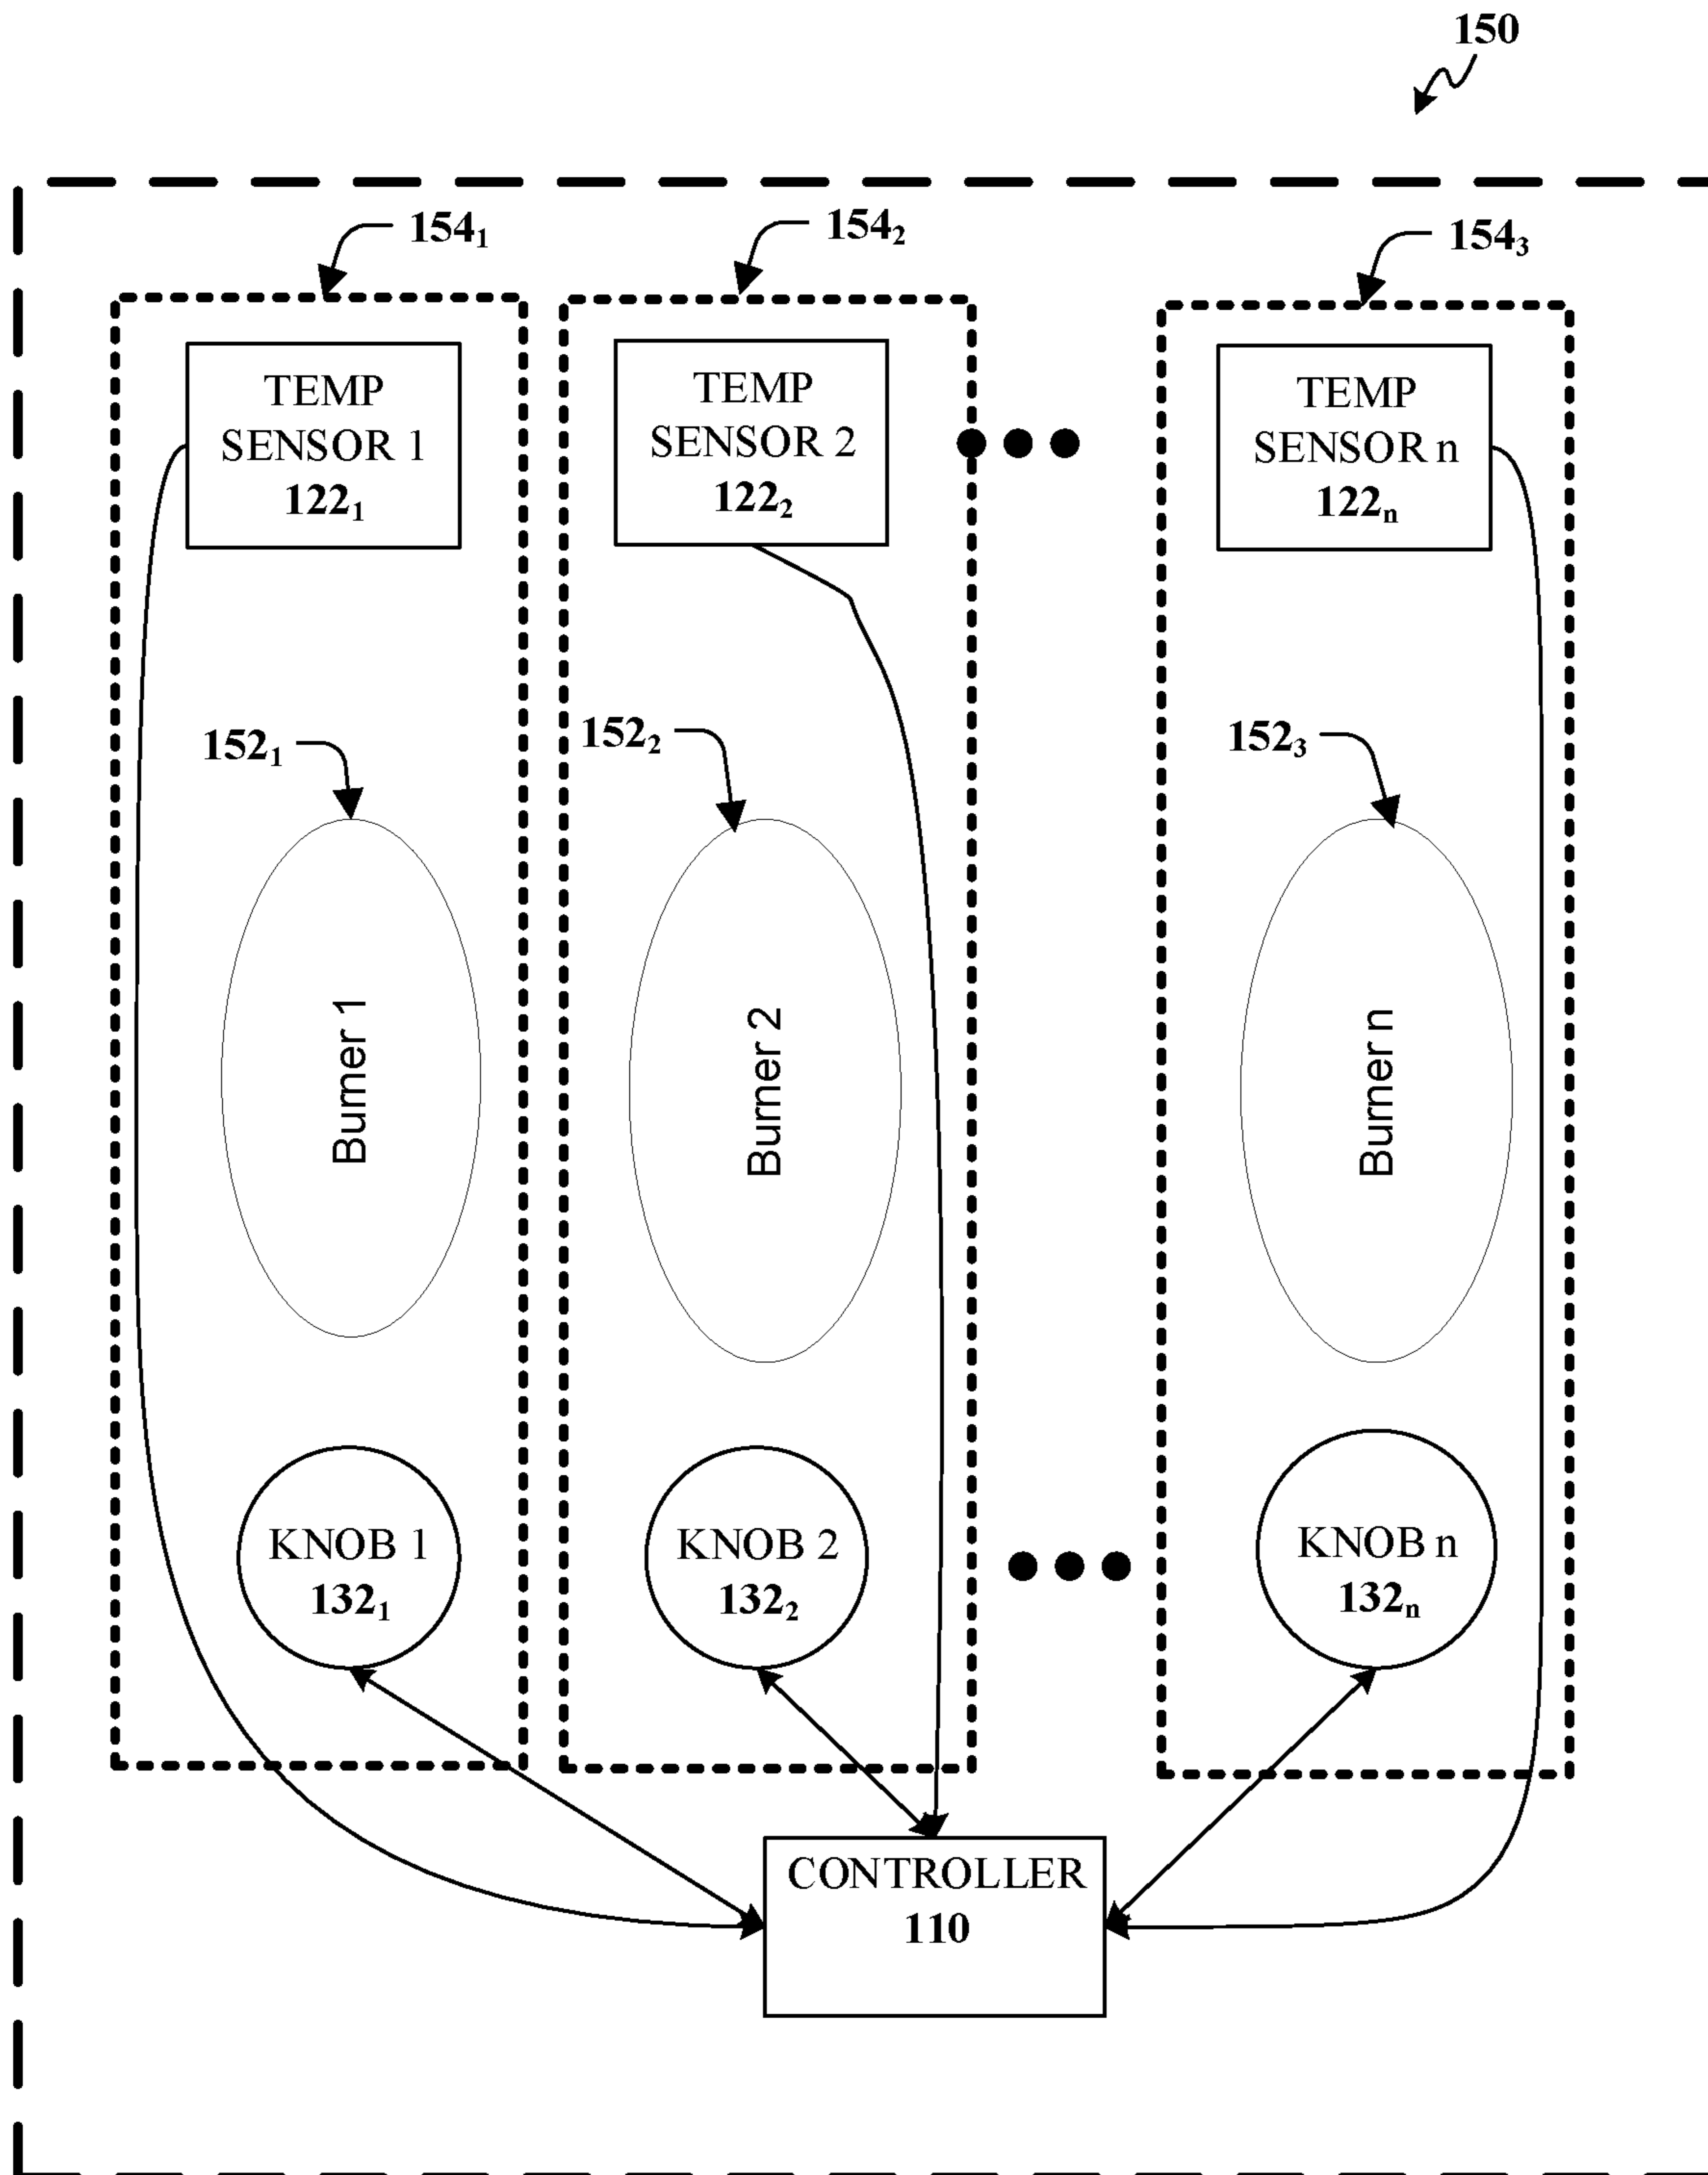 150
154₁
154₂
154₃
TEMP
SENSOR 1
122₁
TEMP
SENSOR 2
122₂
TEMP
SENSOR n
122ₙ
152₁
152₂
152₃
Burner 1
Burner 2
Burner n
KNOB 1
132₁
KNOB 2
132₂
KNOB n
132ₙ
CONTROLLER
110